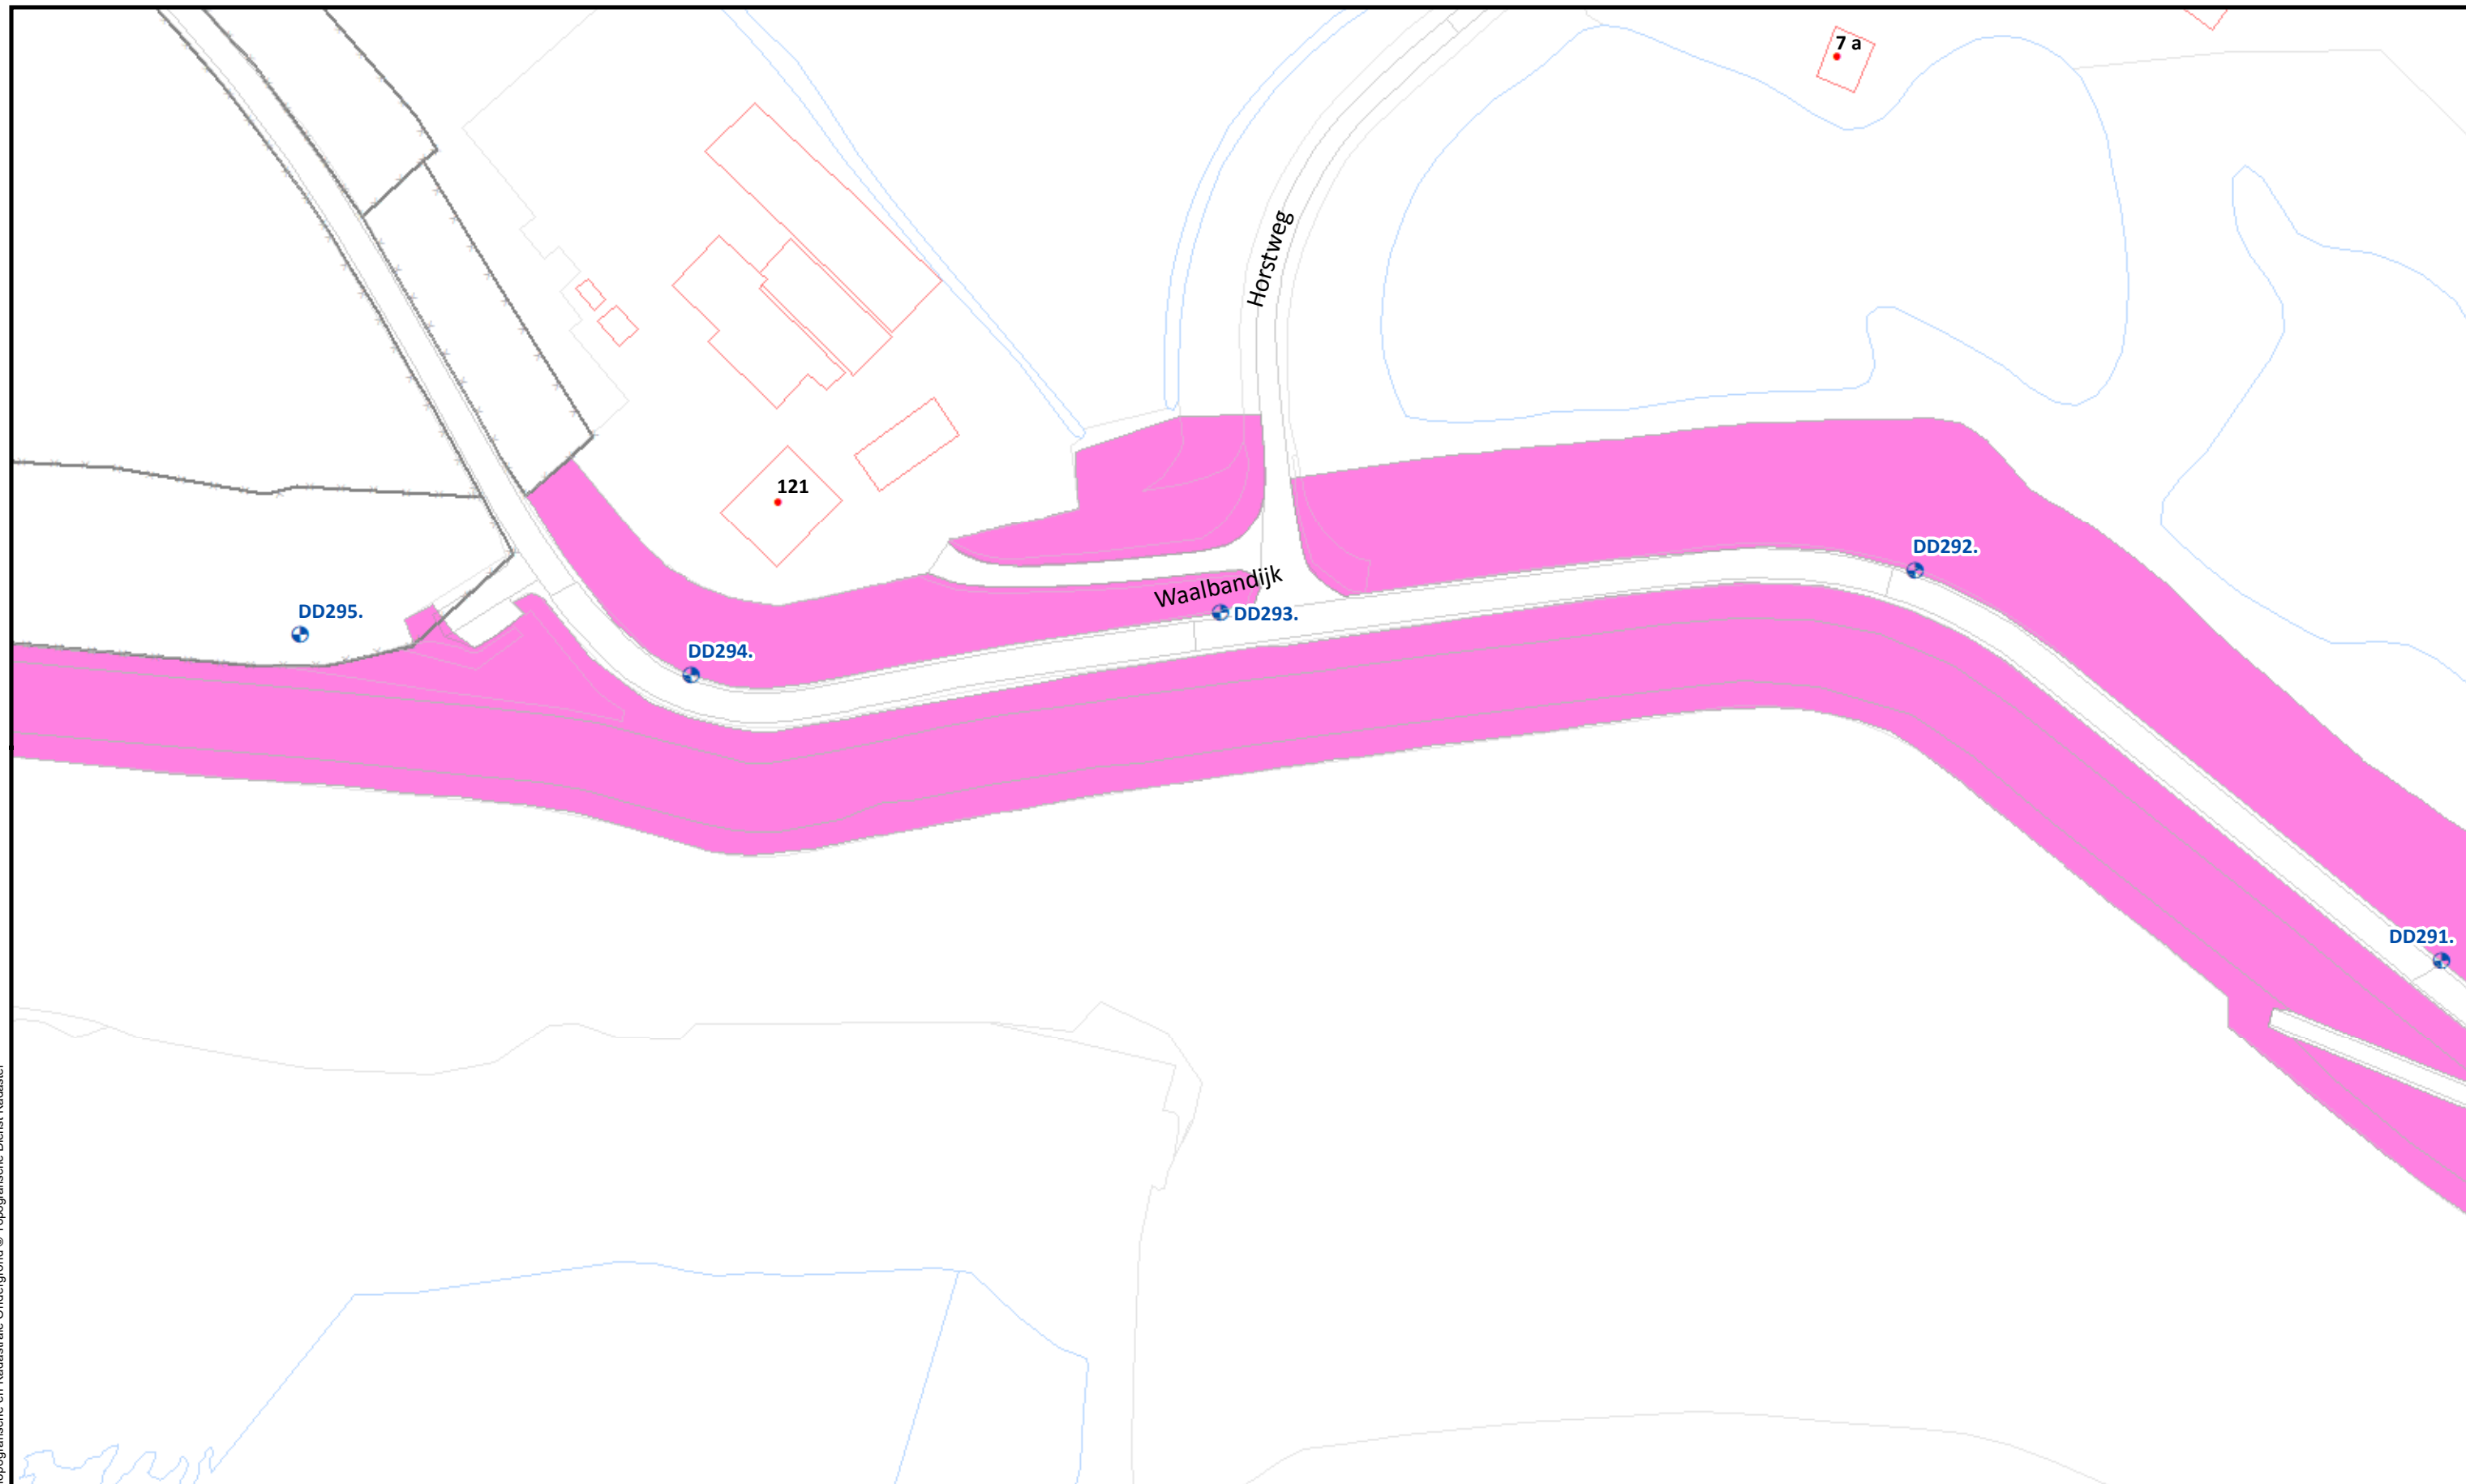 7 a
Horstweg
121
Waalbandijk
DD292.
DD295.
DD293.
DD294.
DD291.